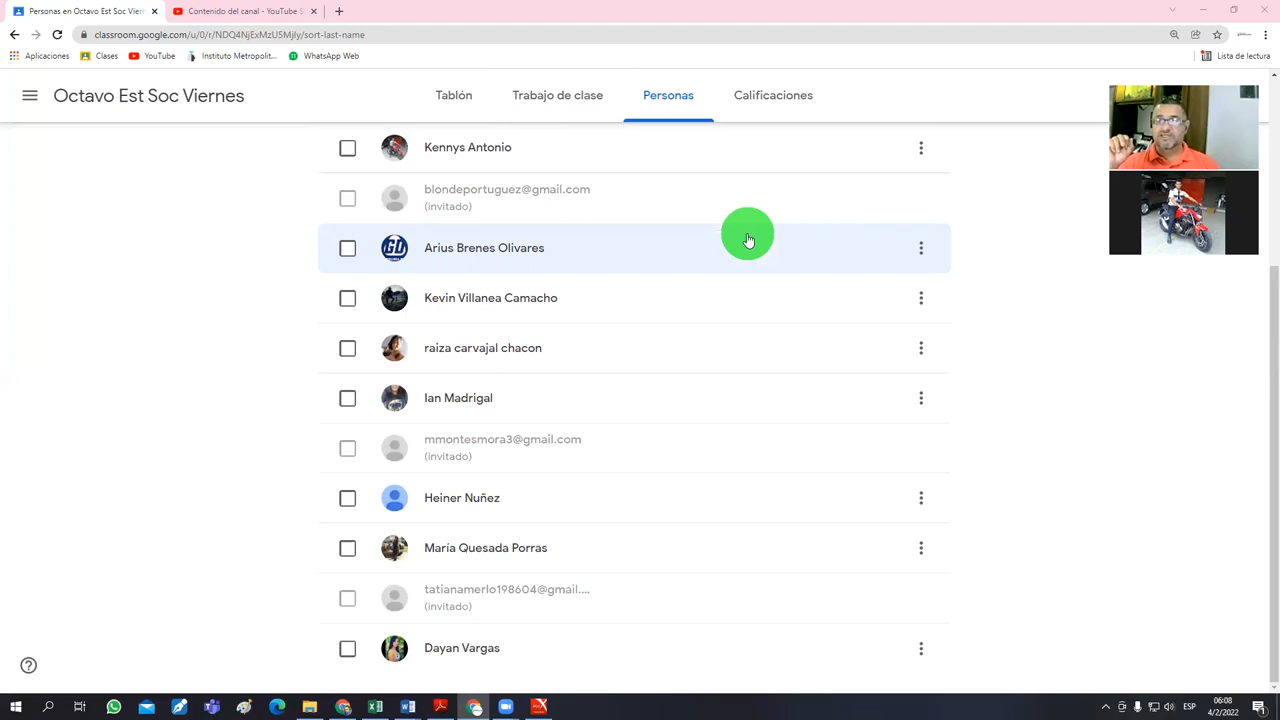 Personas en Octavo Est Soc Vier
Contenido del canal - YouTube S
classroom.google.com/u/0/r/NDQ4NjExMzU5Mjly/sort-last-name
Aplicaciones
Clases
YouTube
Instituto Metropolit...
WhatsApp Web
Lista de lectura
Octavo Est Soc Viernes
Tablón
Trabajo de clase
Personas
Calificaciones
Kennys Antonio
blondeportuguez@gmail.com
(invitado)
Arius Brenes Olivares
Kevin Villanea Camacho
raiza carvajal chacon
Ian Madrigal
mmontesmora3@gmail.com
(invitado)
Heiner Nuñez
María Quesada Porras
tatianamerlo198604@gmail....
(invitado)
Dayan Vargas
ESP
06:08
4/2/2022